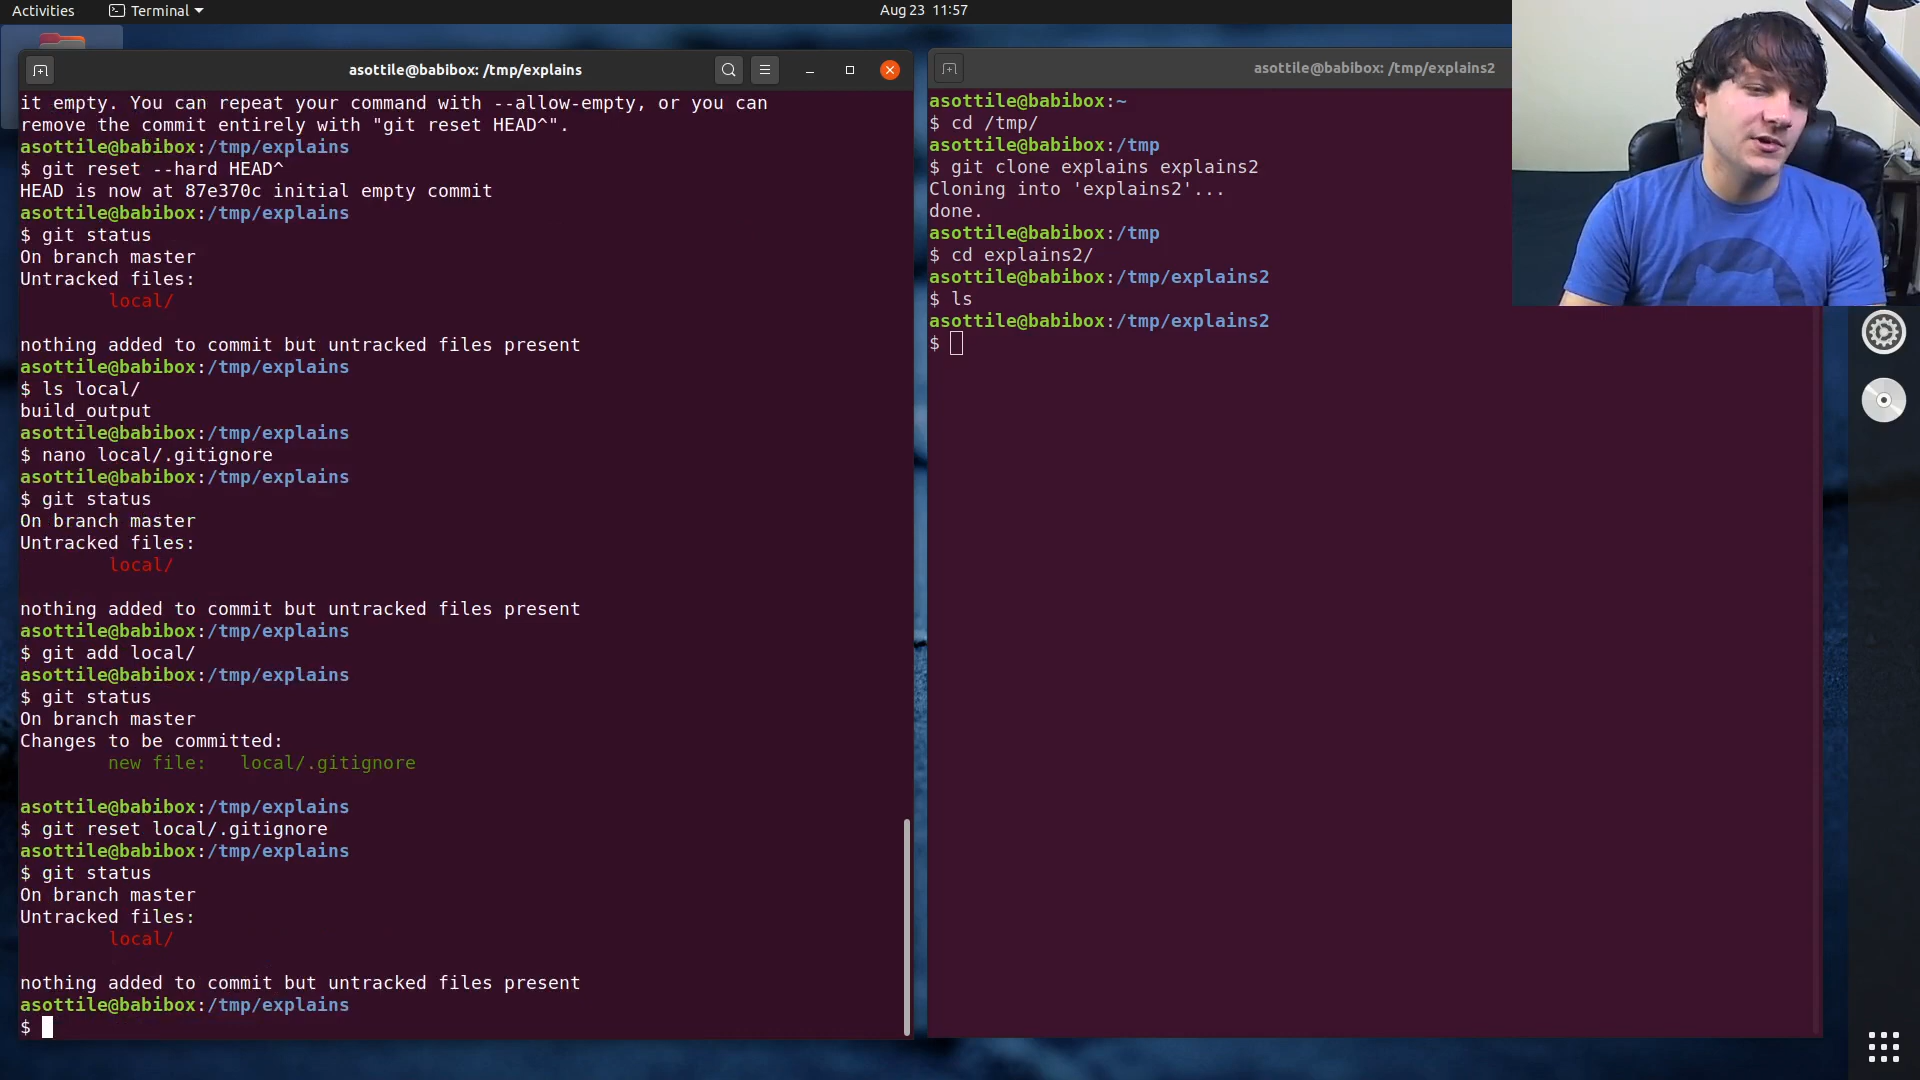 Activities
Terminal
Aug 23 11:57
asottile@babibox: /tmp/explains
it empty. You can repeat your command with --allow-empty, or you can
remove the commit entirely with "git reset HEAD^".
asottile@babibox:/tmp/explains
$ git reset --hard HEAD^
HEAD is now at 87e370c initial empty commit
asottile@babibox:/tmp/explains
$ git status
On branch master
Untracked files:
local/
nothing added to commit but untracked files present
asottile@babibox:/tmp/explains
$ ls local/
build_output
asottile@babibox:/tmp/explains
$ nano local/.gitignore
asottile@babibox:/tmp/explains
$ git status
On branch master
Untracked files:
local/
nothing added to commit but untracked files present
asottile@babibox:/tmp/explains
$ git add local/
asottile@babibox:/tmp/explains
$ git status
On branch master
Changes to be committed:
new file:   local/.gitignore
asottile@babibox:/tmp/explains
$ git reset local/.gitignore
asottile@babibox:/tmp/explains
$ git status
On branch master
Untracked files:
local/
nothing added to commit but untracked files present
asottile@babibox:/tmp/explains
$
asottile@babibox: /tmp/explains2
asottile@babibox:~
$ cd /tmp/
asottile@babibox:/tmp
$ git clone explains explains2
Cloning into 'explains2'...
done.
asottile@babibox:/tmp
$ cd explains2/
asottile@babibox:/tmp/explains2
$ ls
asottile@babibox:/tmp/explains2
$